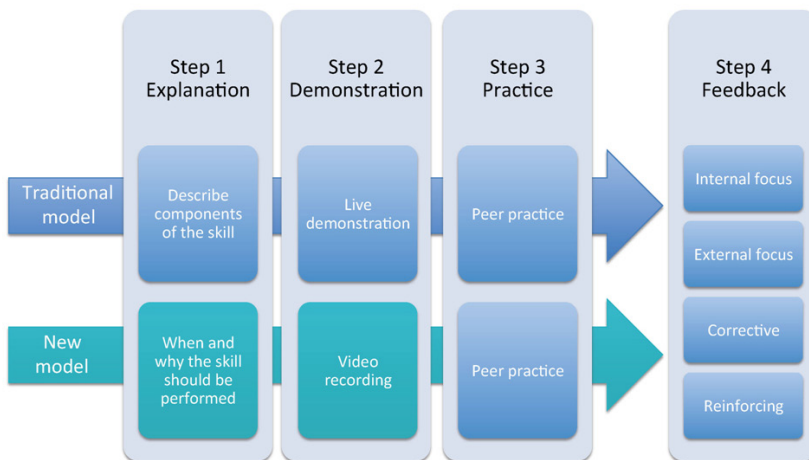 Step 1
Explanation
Step 2
Demonstration
Step 3
Practice
Step 4
Feedback
Traditional
model
Describe
components
of the skill
Live
demonstration
Peer practice
New
model
When and
why the skill
should be
performed
Video
recording
Peer practice
Internal focus
External focus
Corrective
Reinforcing